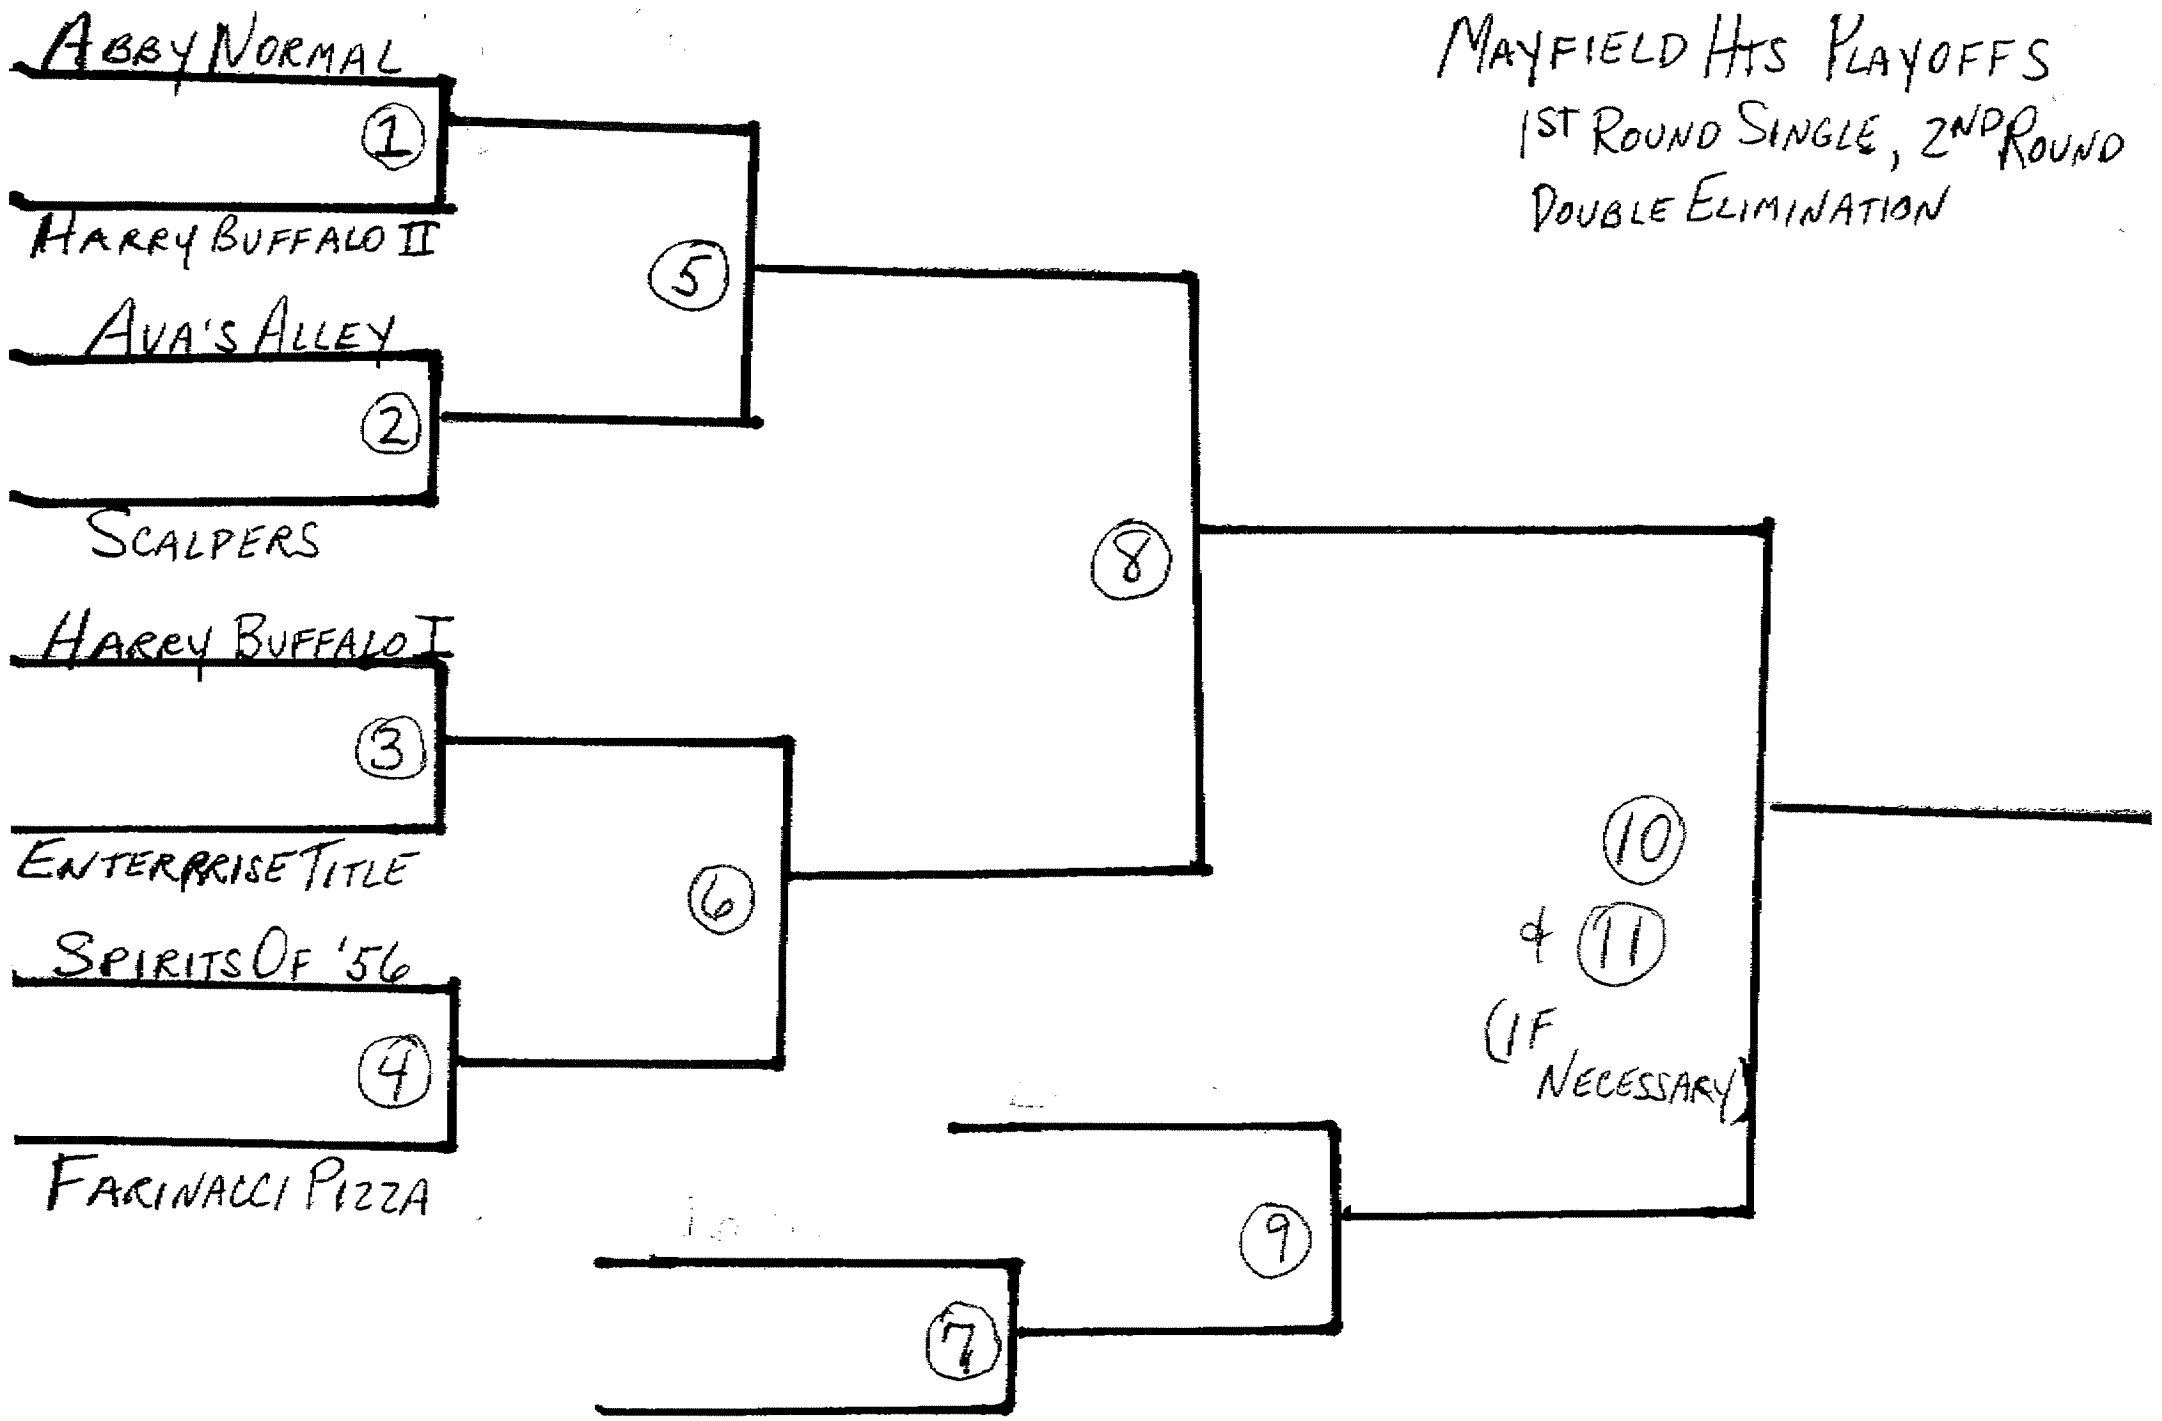 ABBY NORMAL
MAYFIELD HTS PLAYOFFS
1ST ROUND SINGLE, 2ND ROUND
DOUBLE ELIMINATION
1
HARRY BUFFALO II
5
AVA'S ALLEY
2
SCALPERS
8
HARRY BUFFALO I
3
ENTERPRISE TITLE
6
10
& 11
(IF
NECESSARY)
SPIRITS OF '56
4
FARINACCI PIZZA
9
7